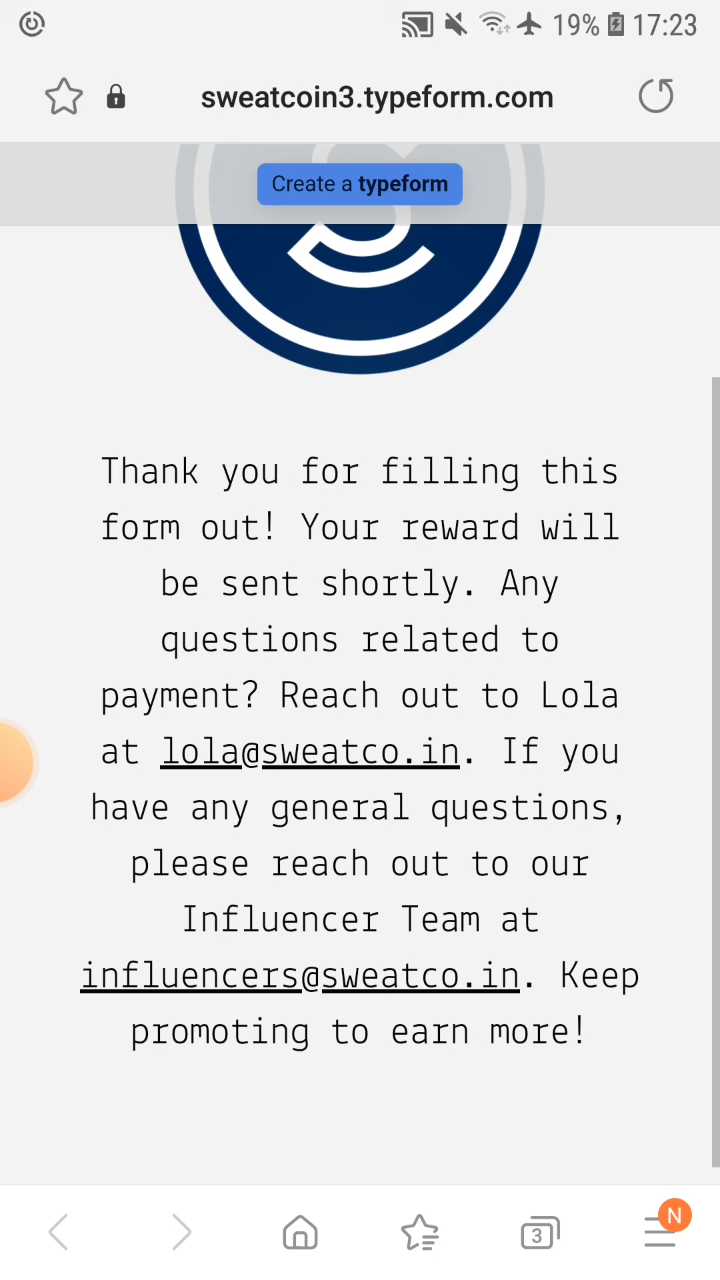 19% 17:23
sweatcoin3.typeform.com
Create a typeform
Thank you for filling this
form out! Your reward will
be sent shortly. Any
questions related to
payment? Reach out to Lola
at lola@sweatco.in. If you
have any general questions,
please reach out to our
Influencer Team at
influencers@sweatco.in. Keep
promoting to earn more!
3
N